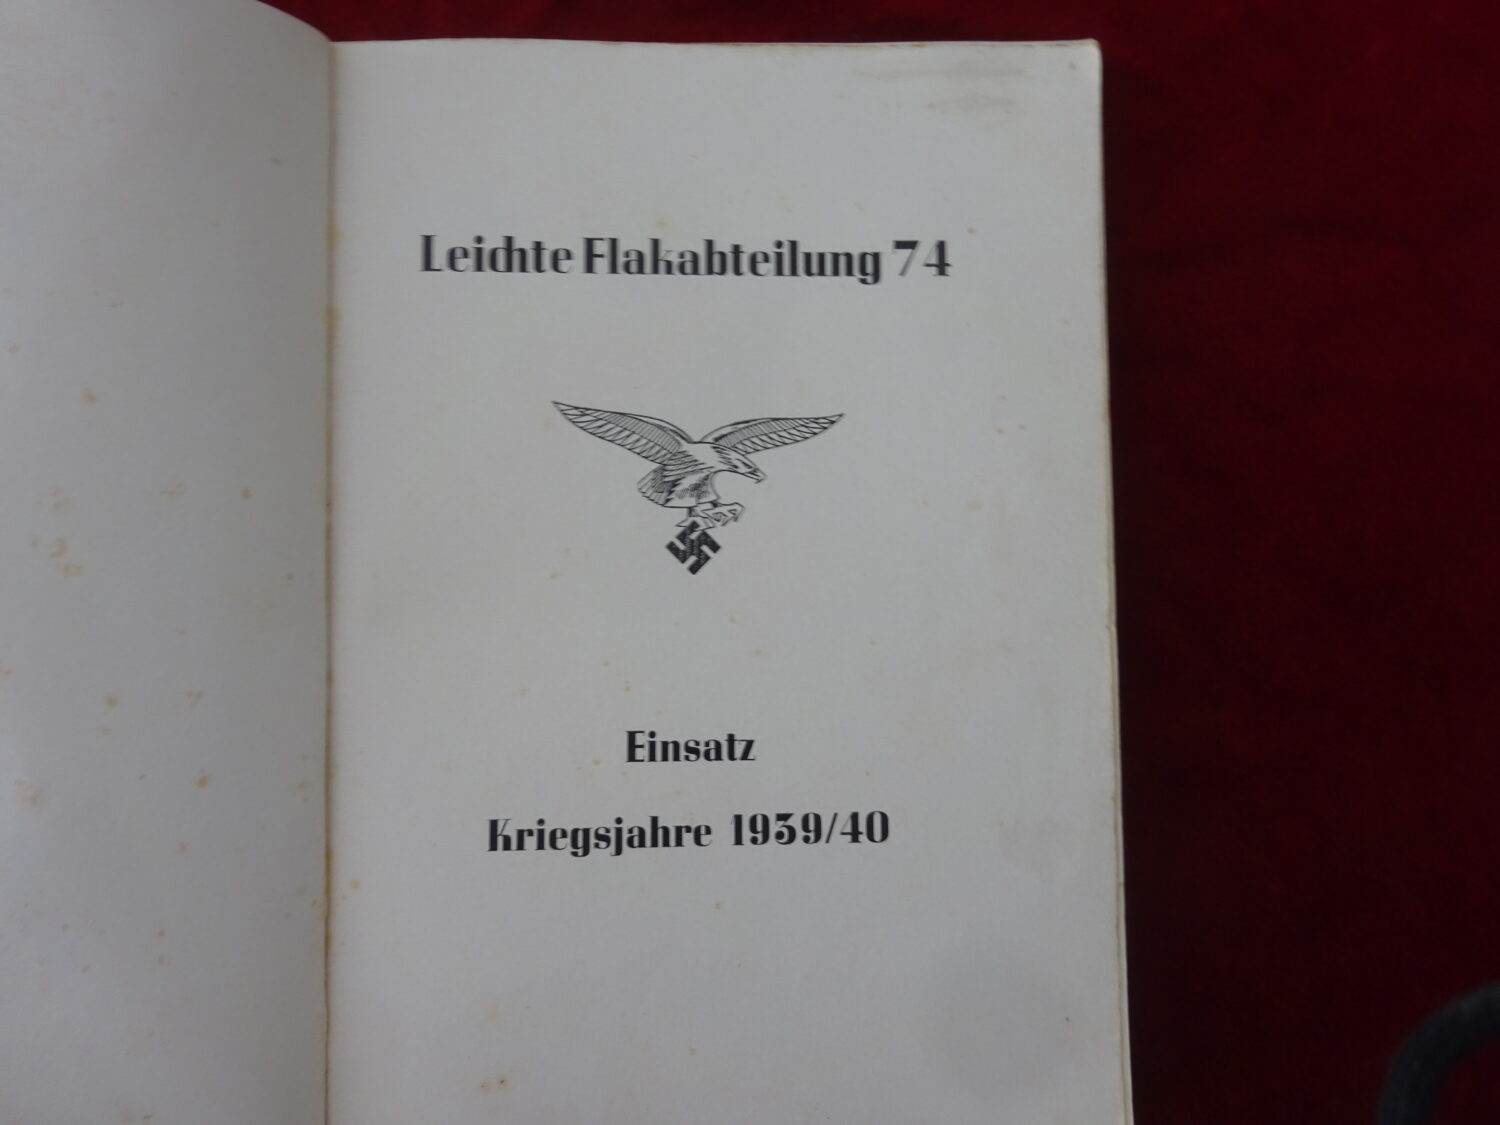 Leichte Flakabteilung 74
Einsatz
Kriegsjahre 1939/40